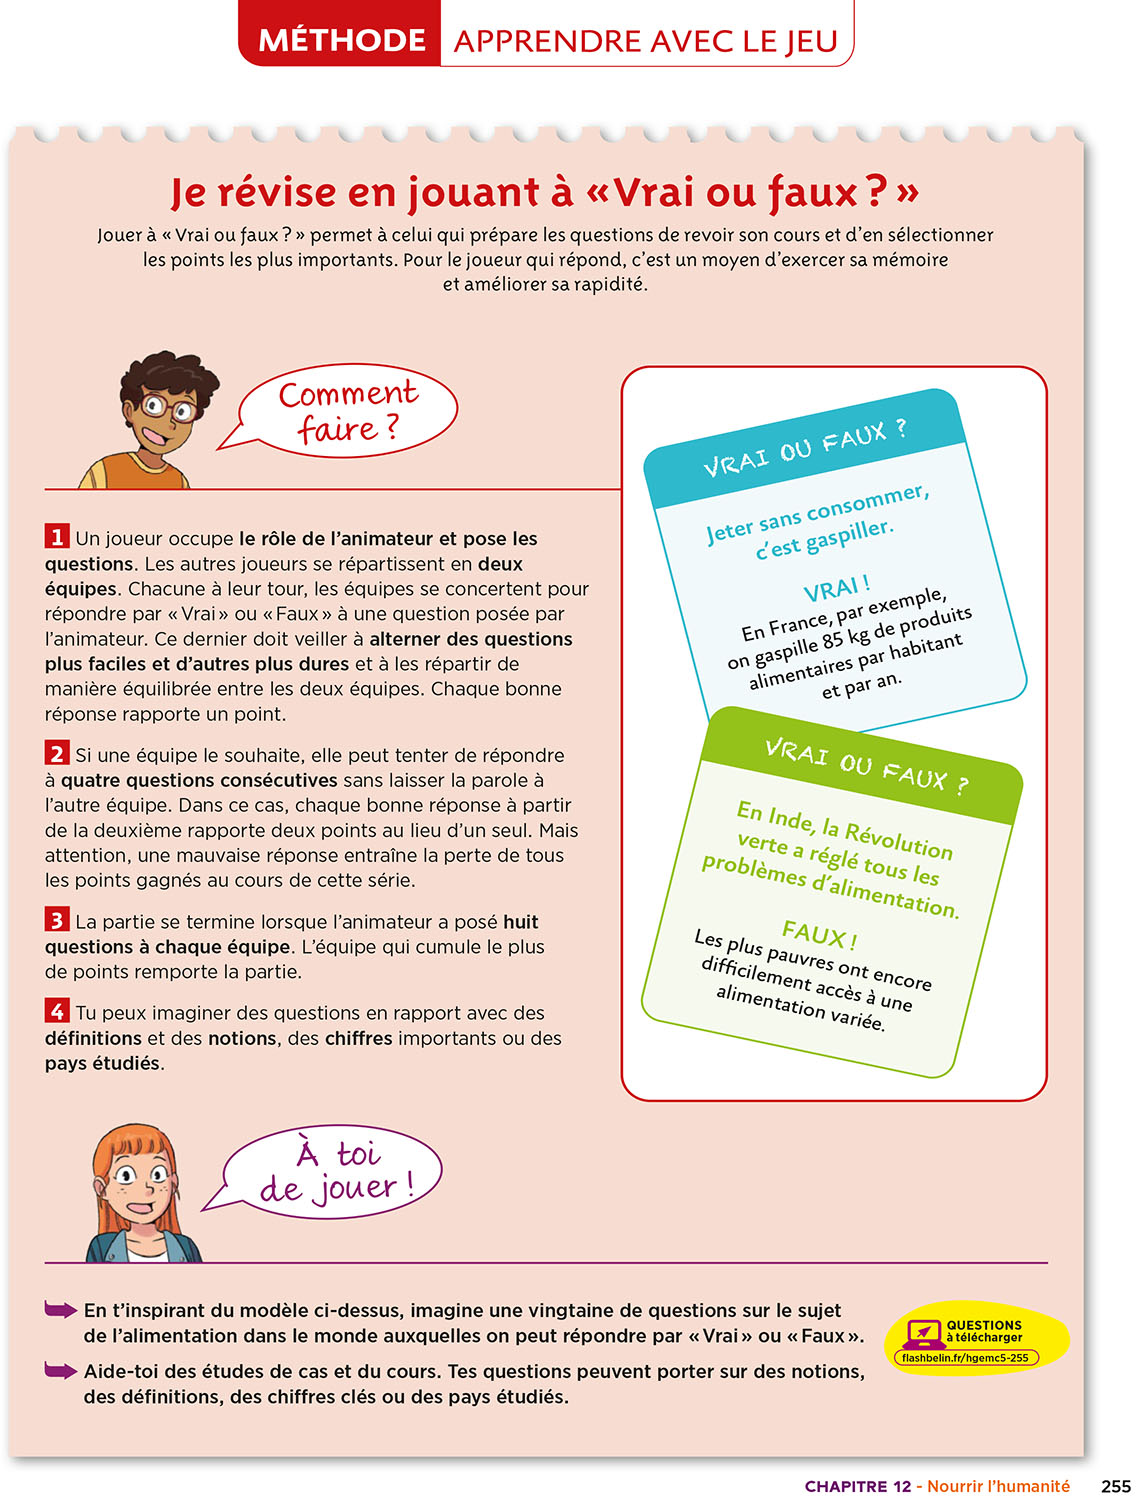 MÉTHODE APPRENDRE AVEC LE JEU
Je révise en jouant à « Vrai ou faux ? »
Jouer à « Vrai ou faux ? » permet à celui qui prépare les questions de revoir son cours et d'en sélectionner
les points les plus importants. Pour le joueur qui répond, c'est un moyen d'exercer sa mémoire
et améliorer sa rapidité.
Comment
faire ?
1 Un joueur occupe le rôle de l'animateur et pose les
questions. Les autres joueurs se répartissent en deux
équipes. Chacune à leur tour, les équipes se concertent pour
répondre par « Vrai » ou « Faux » à une question posée par
l'animateur. Ce dernier doit veiller à alterner des questions
plus faciles et d'autres plus dures et à les répartir de
manière équilibrée entre les deux équipes. Chaque bonne
réponse rapporte un point.
2 Si une équipe le souhaite, elle peut tenter de répondre
à quatre questions consécutives sans laisser la parole à
l'autre équipe. Dans ce cas, chaque bonne réponse à partir
de la deuxième rapporte deux points au lieu d'un seul. Mais
attention, une mauvaise réponse entraîne la perte de tous
les points gagnés au cours de cette série.
3 La partie se termine lorsque l'animateur a posé huit
questions à chaque équipe. L'équipe qui cumule le plus
de points remporte la partie.
4 Tu peux imaginer des questions en rapport avec des
définitions et des notions, des chiffres importants ou des
pays étudiés.
VRAI OU FAUX ?
Jeter sans consommer,
c'est gaspiller.
VRAI !
En France, par exemple,
on gaspille 85 kg de produits
alimentaires par habitant
et par an.
VRAI OU FAUX ?
En Inde, la Révolution
verte a réglé tous les
problèmes d'alimentation.
FAUX !
Les plus pauvres ont encore
difficilement accès à une
alimentation variée.
À toi
de jouer !
En t'inspirant du modèle ci-dessus, imagine une vingtaine de questions sur le sujet
de l'alimentation dans le monde auxquelles on peut répondre par « Vrai » ou « Faux ».
Aide-toi des études de cas et du cours. Tes questions peuvent porter sur des notions,
des définitions, des chiffres clés ou des pays étudiés.
QUESTIONS
à télécharger
flashbelin.fr/hgemc5-255
CHAPITRE 12 - Nourrir l'humanité 255